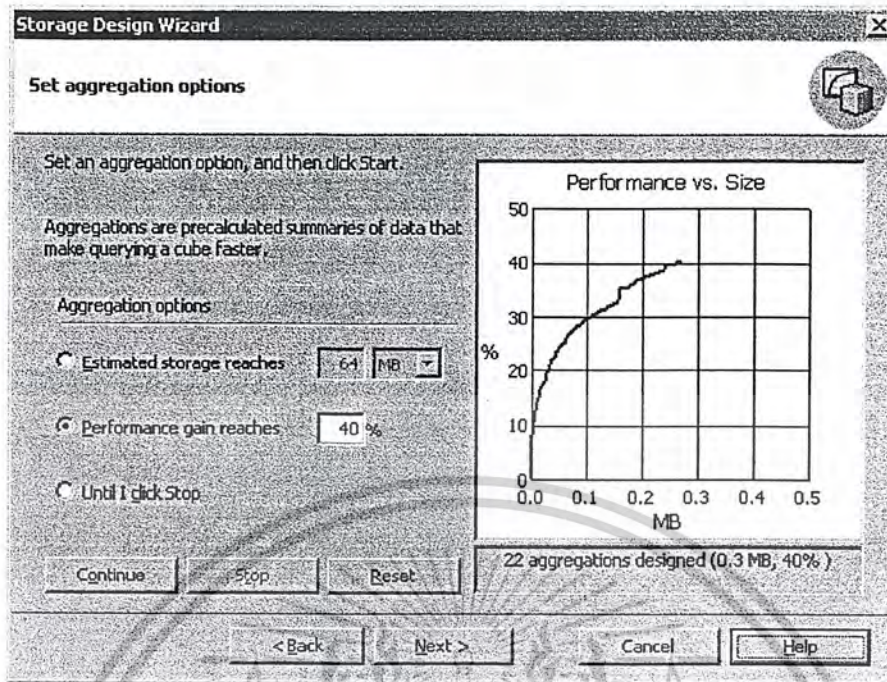 Storage Design Wizard
Set aggregation options
Set an aggregation option, and then click Start.
Aggregations are precalculated summaries of data that
make querying a cube faster.
Aggregation options
Estimated storage reaches 64 MB
Performance gain reaches 40 %
Until I click Stop
Continue Stop Reset
Performance vs. Size
50
40
30
%
20
10
0
0.0 0.1 0.2 0.3 0.4 0.5
MB
22 aggregations designed (0.3 MB, 40% )
< Back Next > Cancel Help